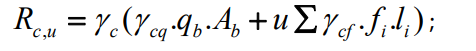 R_{c,u} = γ_c(γ_{cq}.q_b.A_b + u Σ γ_{cf}.f_i.l_i) ;